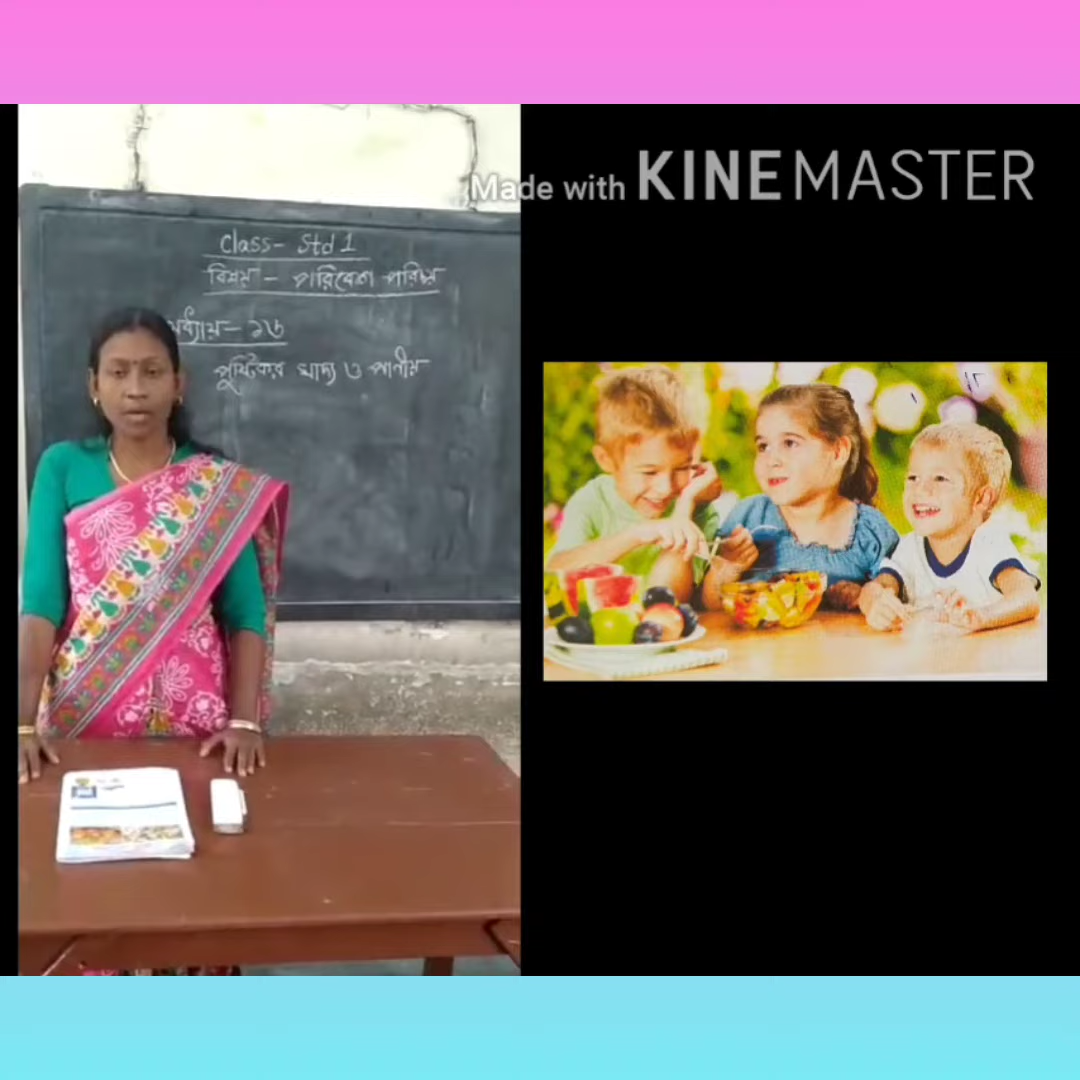 Made with KINEMASTER
Class- Std 1
বিষয় - পরিবেশ পরিচয়
অধ্যায় - ১৬
পুষ্টিকর খাদ্য ও পানীয়